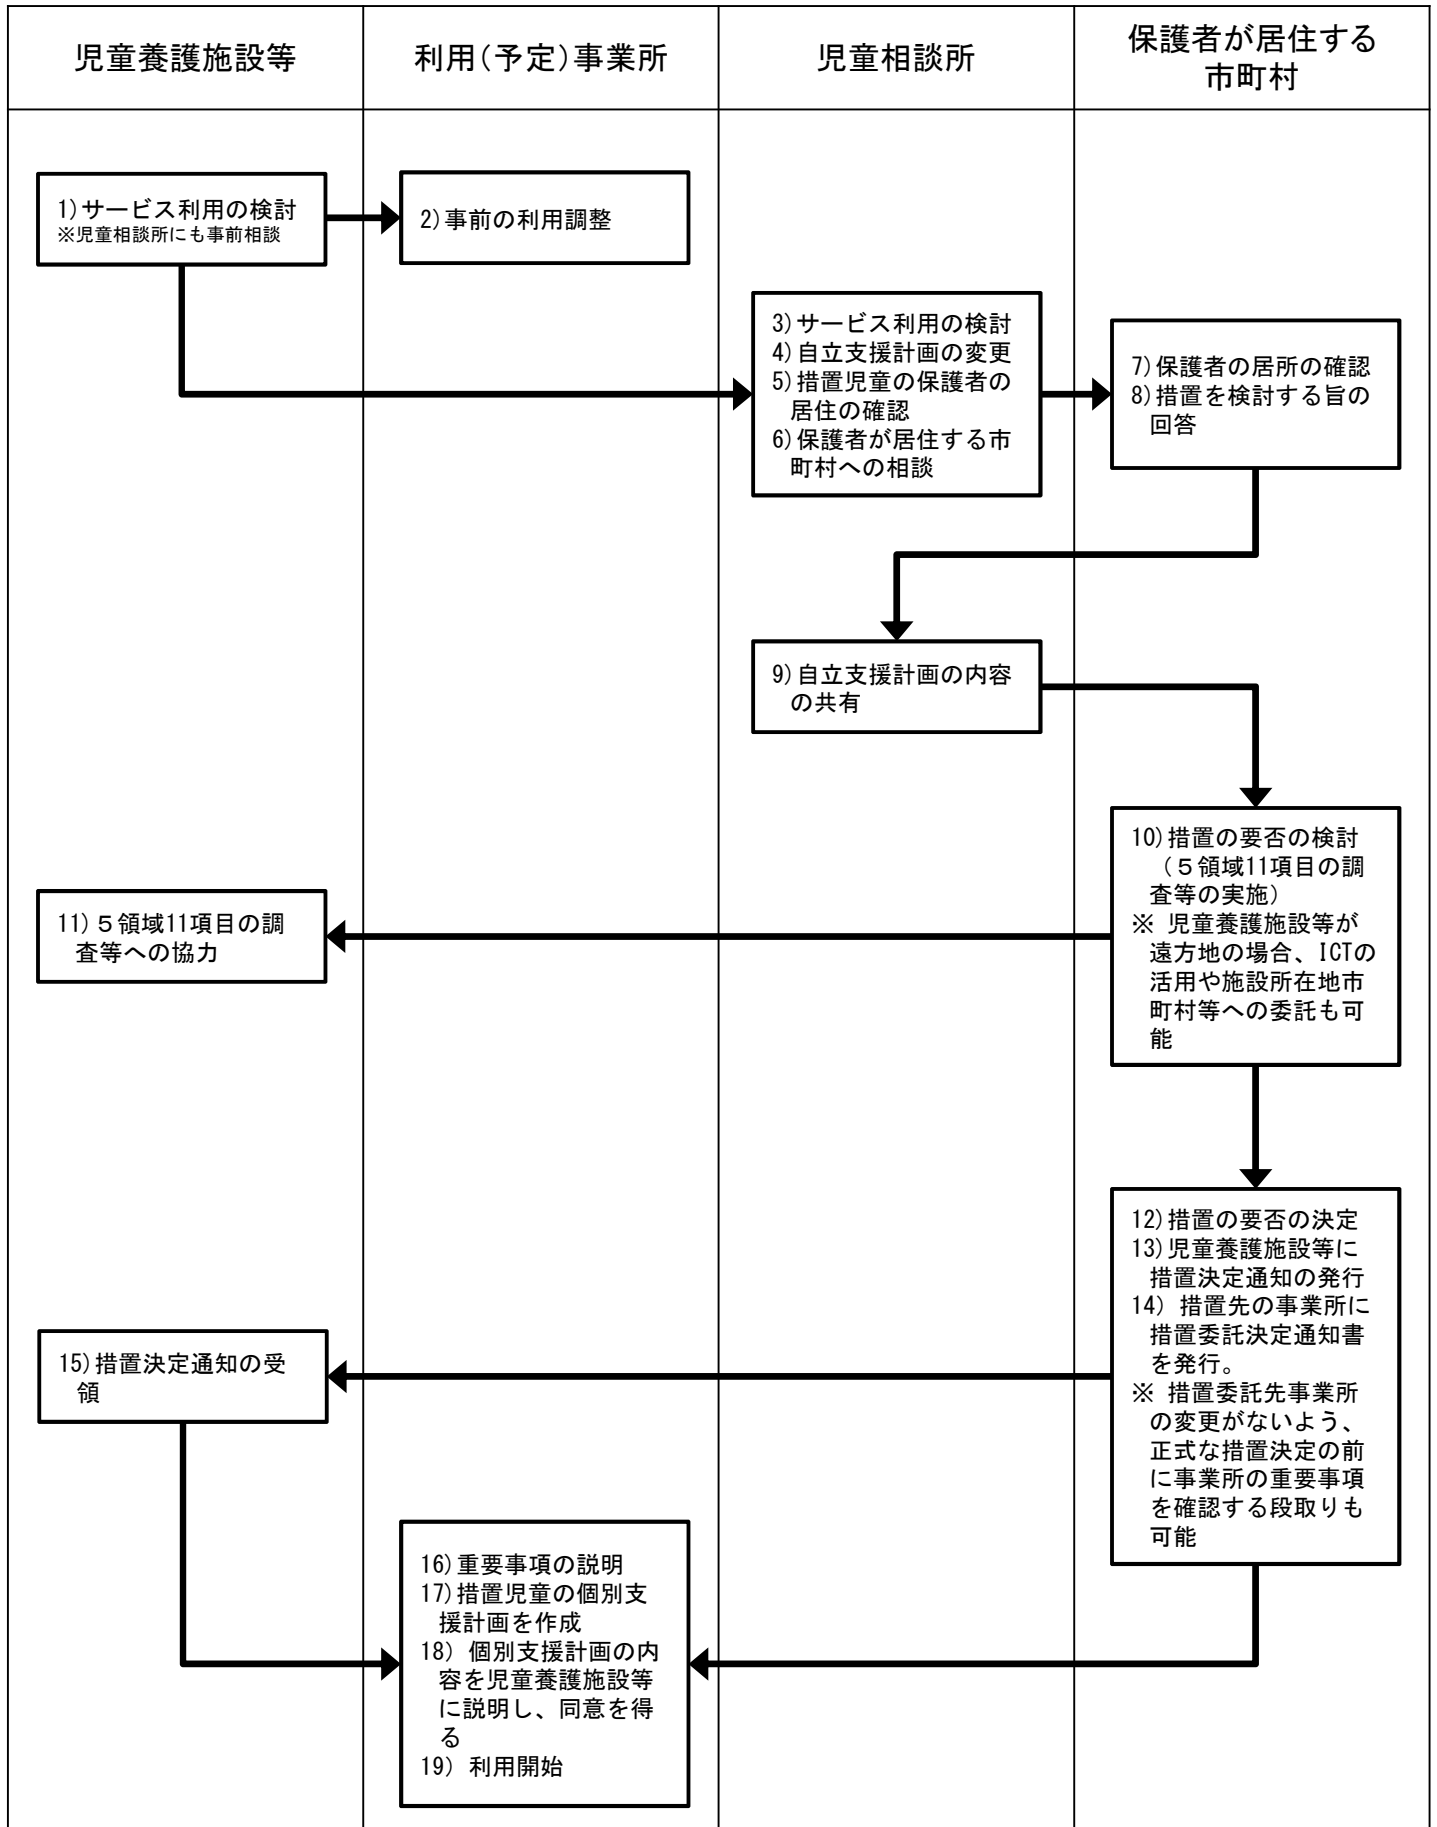 児童養護施設等
利用(予定)事業所
児童相談所
保護者が居住する
市町村
1)サービス利用の検討
※児童相談所にも事前相談
2)事前の利用調整
3)サービス利用の検討
4)自立支援計画の変更
5)措置児童の保護者の
居住の確認
6)保護者が居住する市
町村への相談
7)保護者の居所の確認
8)措置を検討する旨の
回答
9)自立支援計画の内容
の共有
10)措置の要否の検討
(5領域11項目の調
査等の実施)
※ 児童養護施設等が
遠方地の場合、ICTの
活用や施設所在地市
町村等への委託も可
能
11)5領域11項目の調
査等への協力
12)措置の要否の決定
13)児童養護施設等に
措置決定通知の発行
14) 措置先の事業所に
措置委託決定通知書
を発行。
※ 措置委託先事業所
の変更がないよう、
正式な措置決定の前
に事業所の重要事項
を確認する段取りも
可能
15)措置決定通知の受
領
16)重要事項の説明
17)措置児童の個別支
援計画を作成
18) 個別支援計画の内
容を児童養護施設等
に説明し、同意を得
る
19) 利用開始